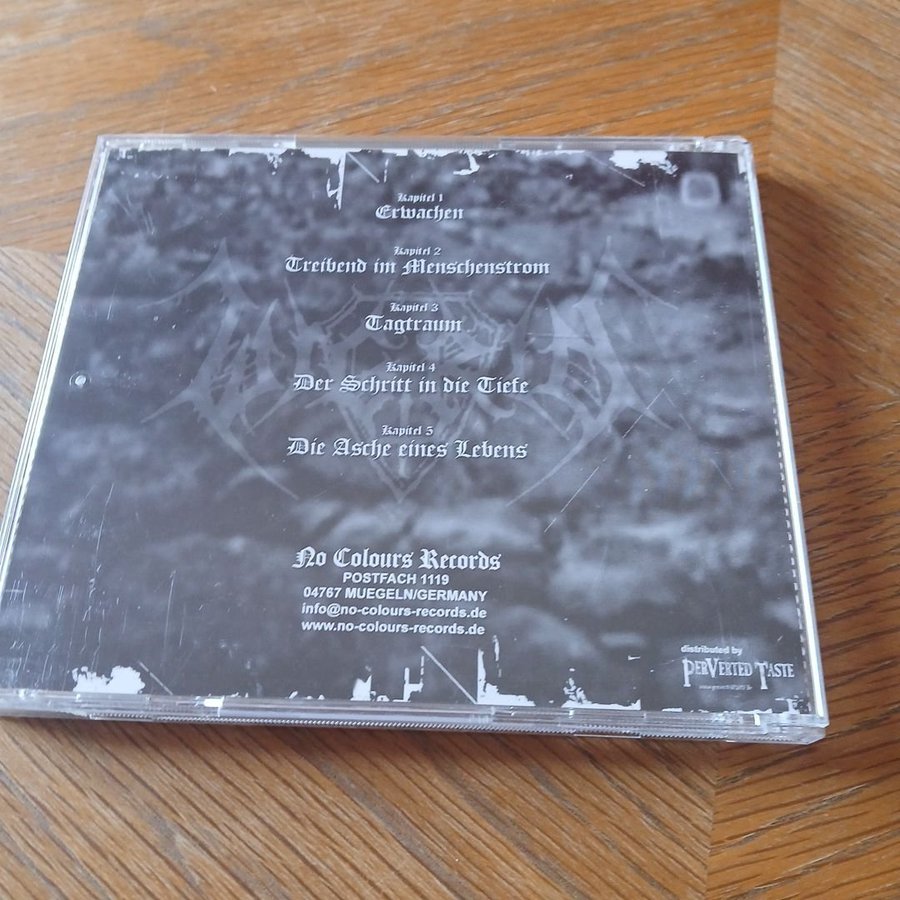 Kapitel 1
Erwachen
Kapitel 2
Treibend im Menschenstrom
Kapitel 3
Tagtraum
Kapitel 4
Der Schritt in die Tiefe
Kapitel 5
Die Asche eines Lebens
No Colours Records
POSTFACH 1119
04767 MUEGELN/GERMANY
info@no-colours-records.de
www.no-colours-records.de
distributed by
PERVERTED TASTE